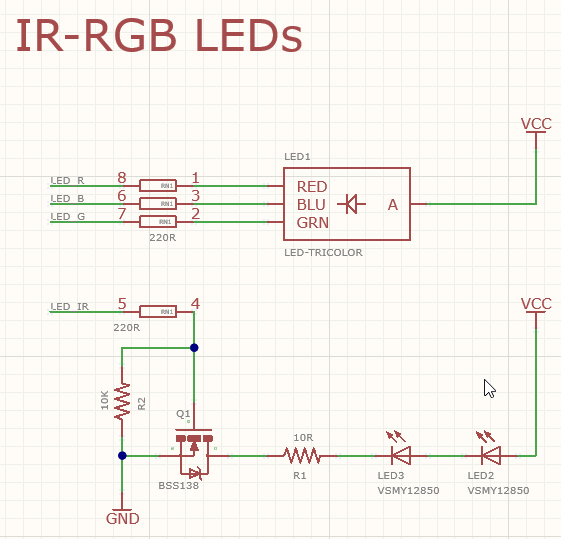 IR-RGB LEDs
VCC
LED1
LED_R 8 RN1 1 RED
LED_B 6 RN1 3 BLU A
LED_G 7 RN1 2 GRN
220R
LED-TRICOLOR
LED_IR 5 RN1 4
VCC
220R
10K
R2
Q1
10R
BSS138
R1
LED3
LED2
VSMY12850
VSMY12850
GND